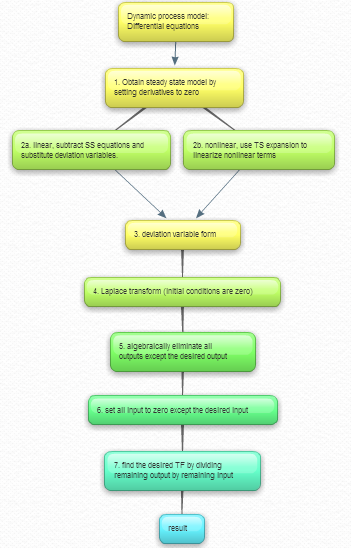 Dynamic process model:
Differential equations
1. Obtain steady state model by
setting derivatives to zero
2a. linear, subtract SS equations and
substitute deviation variables.
2b. nonlinear, use TS expansion to
linearize nonlinear terms
3. deviation variable form
4. Laplace transform (initial conditions are zero)
5. algebraically eliminate all
outputs except the desired output
6. set all input to zero except the desired input
7. find the desired TF by dividing
remaining output by remaining input
result